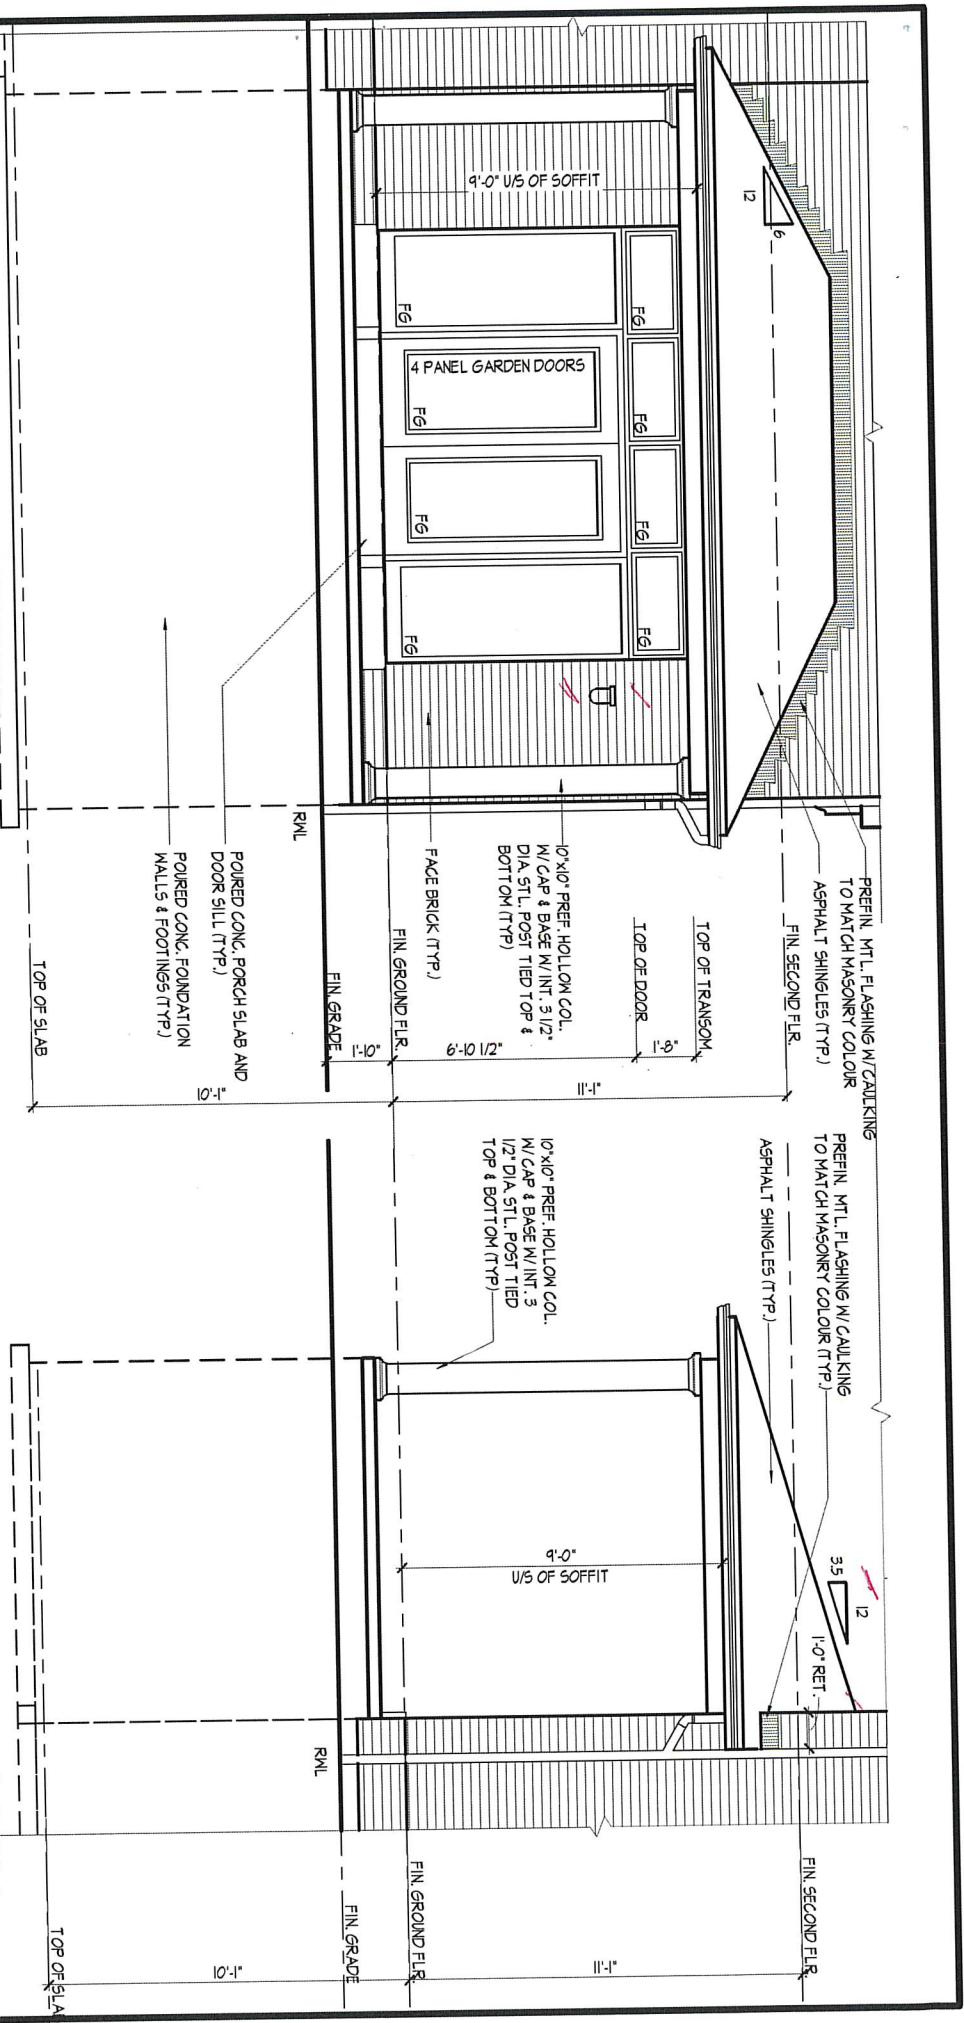 12
6
9'-0" U/S OF SOFFIT
FG
FG
FG
FG
4 PANEL GARDEN DOORS
FG
FG
FG
FG
PREFIN. MTL. FLASHING W/ CAULKING
TO MATCH MASONRY COLOUR
ASPHALT SHINGLES (TYP.)
FIN. SECOND FLR.
TOP OF TRANSOM
TOP OF DOOR
10"x10" PREF. HOLLOW COL.
W/ CAP & BASE W/ INT. 3 1/2"
DIA. STL. POST TIED TOP &
BOTTOM (TYP)
FACE BRICK (TYP.)
FIN. GROUND FLR.
FIN. GRADE
RWL
POURED CONC. PORCH SLAB AND
DOOR SILL (TYP.)
POURED CONC. FOUNDATION
WALLS & FOOTINGS (TYP.)
TOP OF SLAB
1'-8"
6'-10 1/2"
1'-10"
11'-1"
10'-1"
PREFIN. MTL. FLASHING W/ CAULKING
TO MATCH MASONRY COLOUR (TYP.)
ASPHALT SHINGLES (TYP.)
10"x10" PREF. HOLLOW COL.
W/ CAP & BASE W/ INT. 3
1/2" DIA. STL. POST TIED
TOP & BOTTOM (TYP)
12
3.5
1'-0" RET.
9'-0"
U/S OF SOFFIT
RWL
FIN. SECOND FLR.
FIN. GROUND FLR.
FIN. GRADE
TOP OF SLA
11'-1"
10'-1"